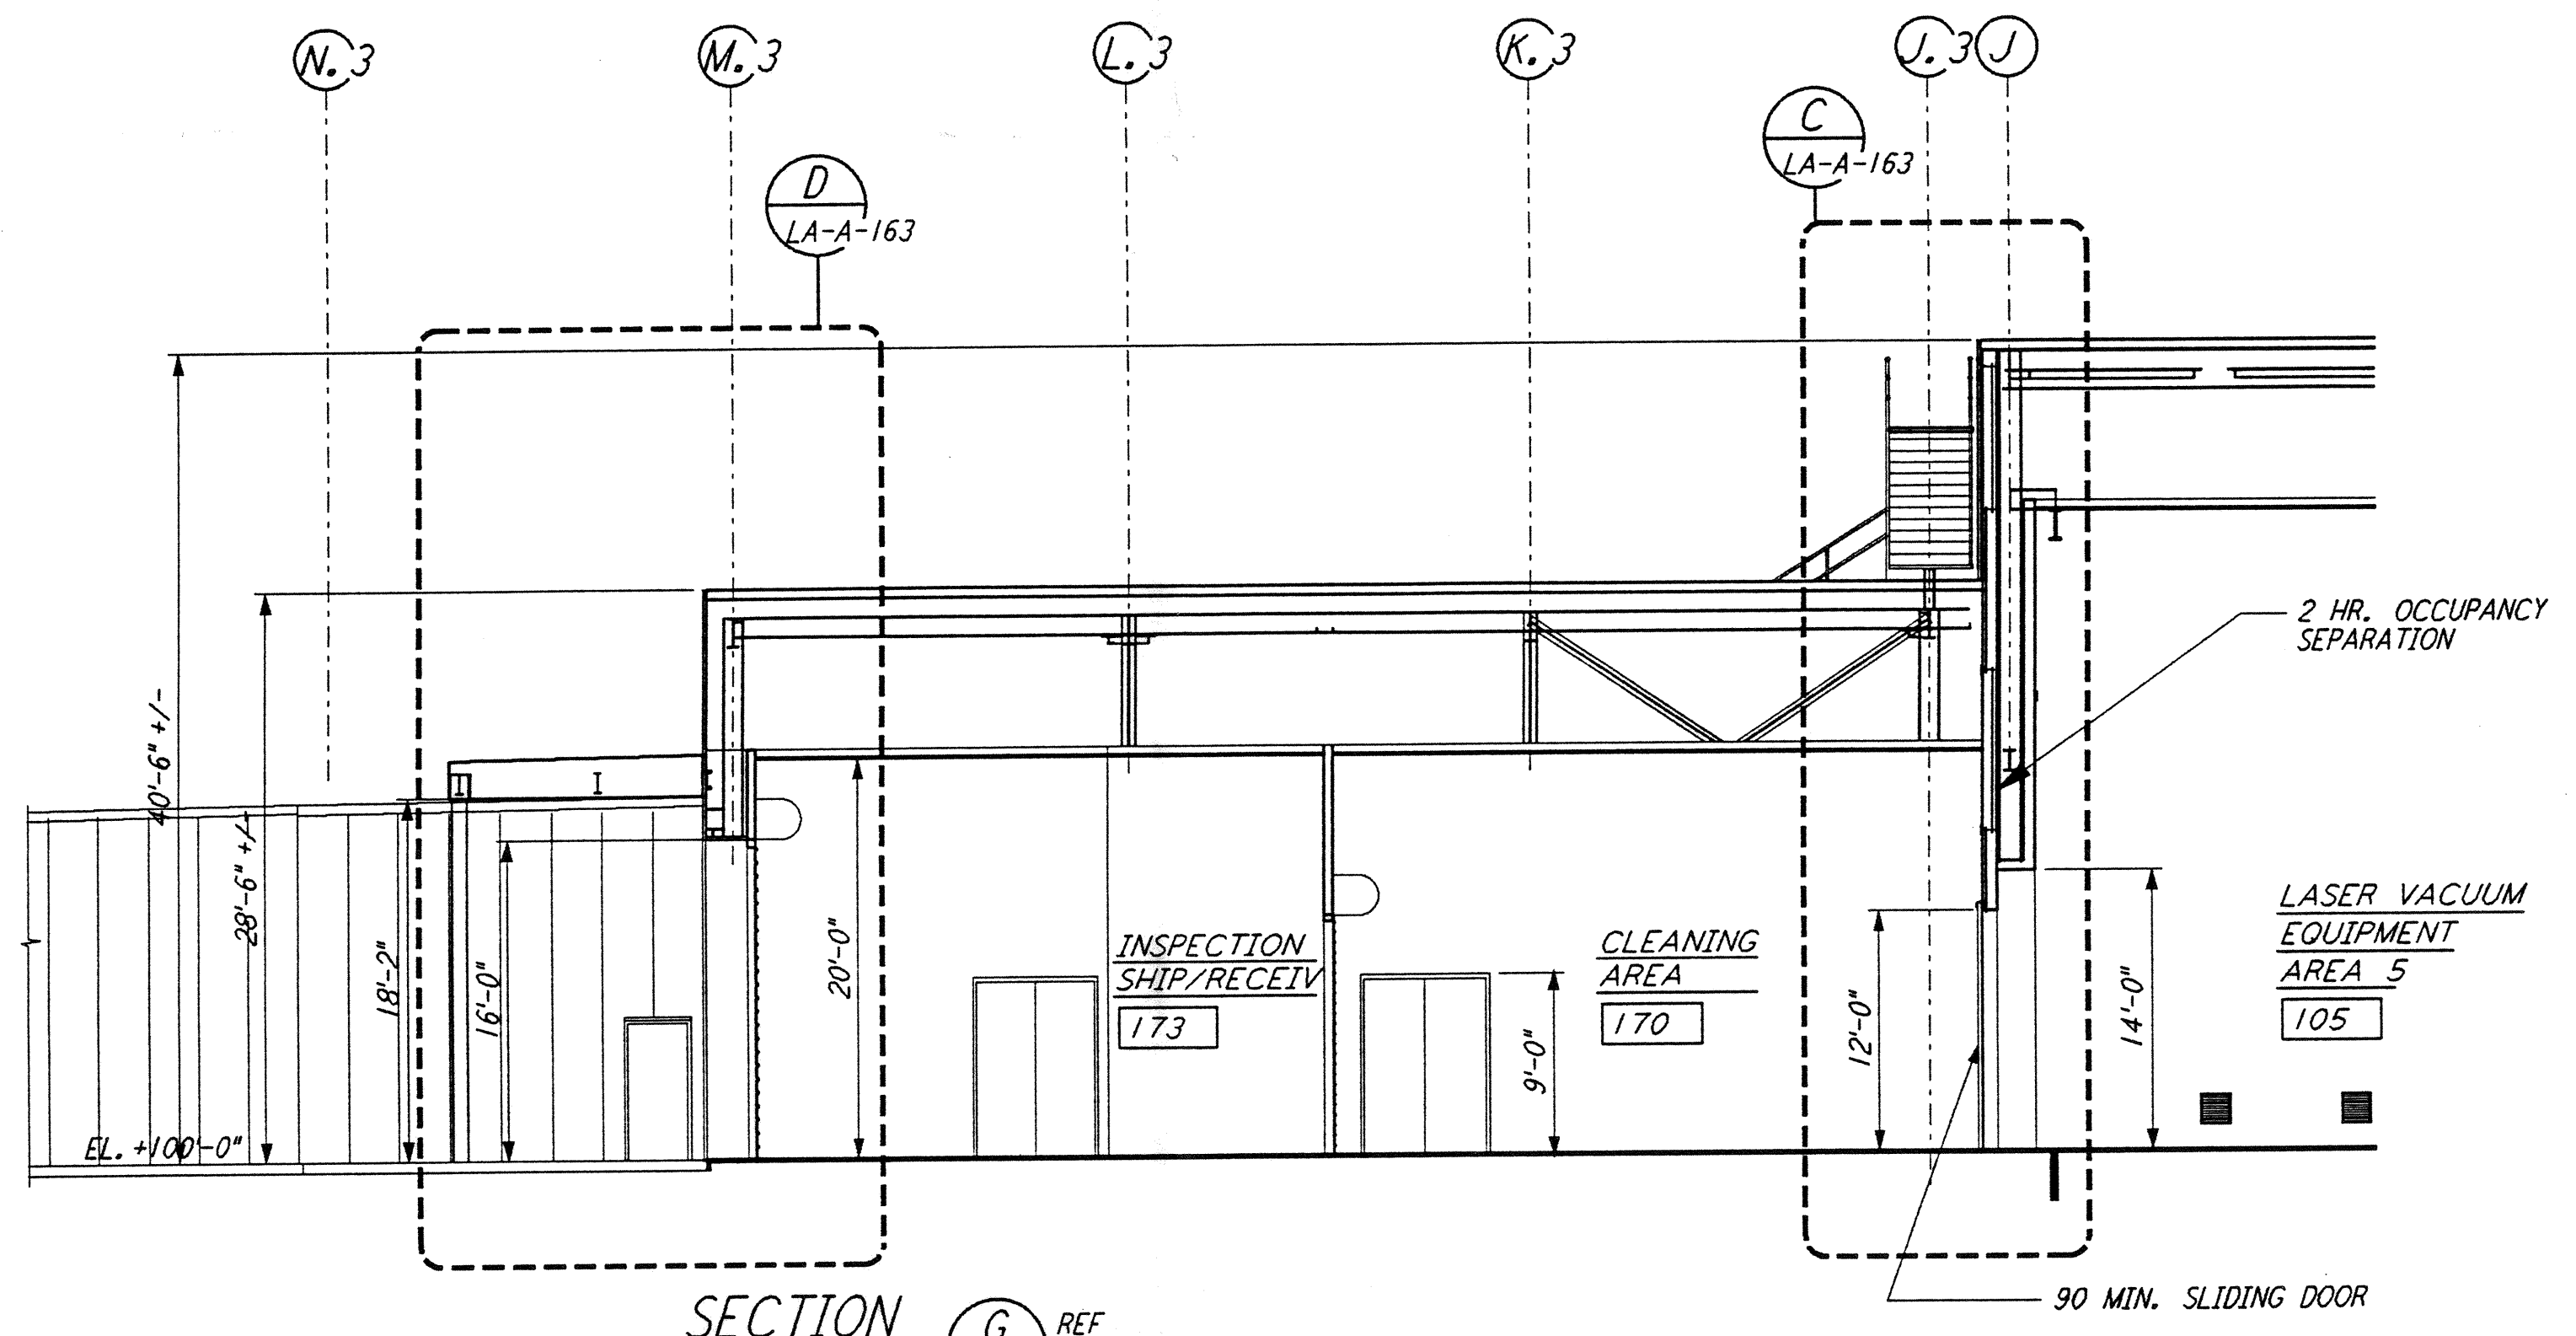 N.3 M.3 L.3 K.3 J.3 J
C
LA-A-163
D
LA-A-163
2 HR. OCCUPANCY
SEPARATION
40'-6" +/-
28'-6" +/-
18'-2"
16'-0"
20'-0"
INSPECTION
SHIP/RECEIV
173
9'-0"
CLEANING
AREA
170
12'-0"
14'-0"
LASER VACUUM
EQUIPMENT
AREA 5
105
EL. +100'-0"
90 MIN. SLIDING DOOR
SECTION G REF